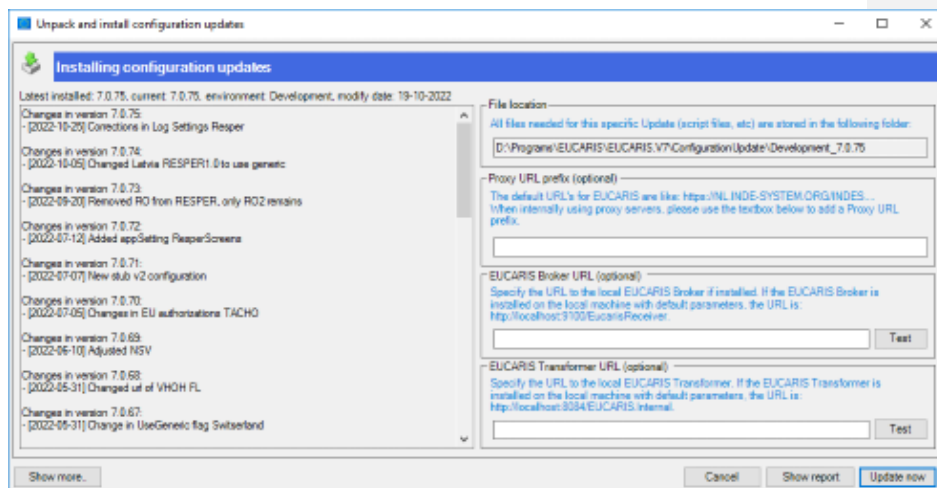 Unpack and install configuration updates
Installing configuration updates
Latest installed: 7.0.75, current: 7.0.75, environment: Development, modify date: 19-10-2022
Changes in version 7.0.75:
- [2022-10-25] Corrections in Log Settings Resper
Changes in version 7.0.74:
- [2022-10-05] Changed Latvia RESPER1.0 to use generic
Changes in version 7.0.73:
- [2022-09-20] Removed RO from RESPER, only RO2 remains
Changes in version 7.0.72:
- [2022-07-12] Added appSetting ResperScreens
Changes in version 7.0.71:
- [2022-07-07] New stub v2 configuration
Changes in version 7.0.70:
- [2022-07-05] Changes in EU authorizations TACHO
Changes in version 7.0.69:
- [2022-06-10] Adjusted NSV
Changes in version 7.0.68:
- [2022-05-31] Changed url of VHOH FL
Changes in version 7.0.67:
- [2022-05-31] Change in UseGeneric flag Switserland
File location
All files needed for this specific Update (script files, etc) are stored in the following folder:
D:\Programs\EUCARIS\EUCARIS.V7\ConfigurationUpdate\Development_7.0.75
Proxy URL prefix (optional)
The default URL's for EUCARIS are like: https://NL.INDE-SYSTEM.ORG/INDES...
When internally using proxy servers, please use the textbox below to add a Proxy URL
prefix.
EUCARIS Broker URL (optional)
Specify the URL to the local EUCARIS Broker if installed. If the EUCARIS Broker is
installed on the local machine with default parameters, the URL is:
http://localhost:9100/EucarisReceiver.
Test
EUCARIS Transformer URL (optional)
Specify the URL to the local EUCARIS Transformer. If the EUCARIS Transformer is
installed on the local machine with default parameters, the URL is:
http://localhost:8084/EUCARIS.Internal.
Test
Show more..
Cancel
Show report
Update now